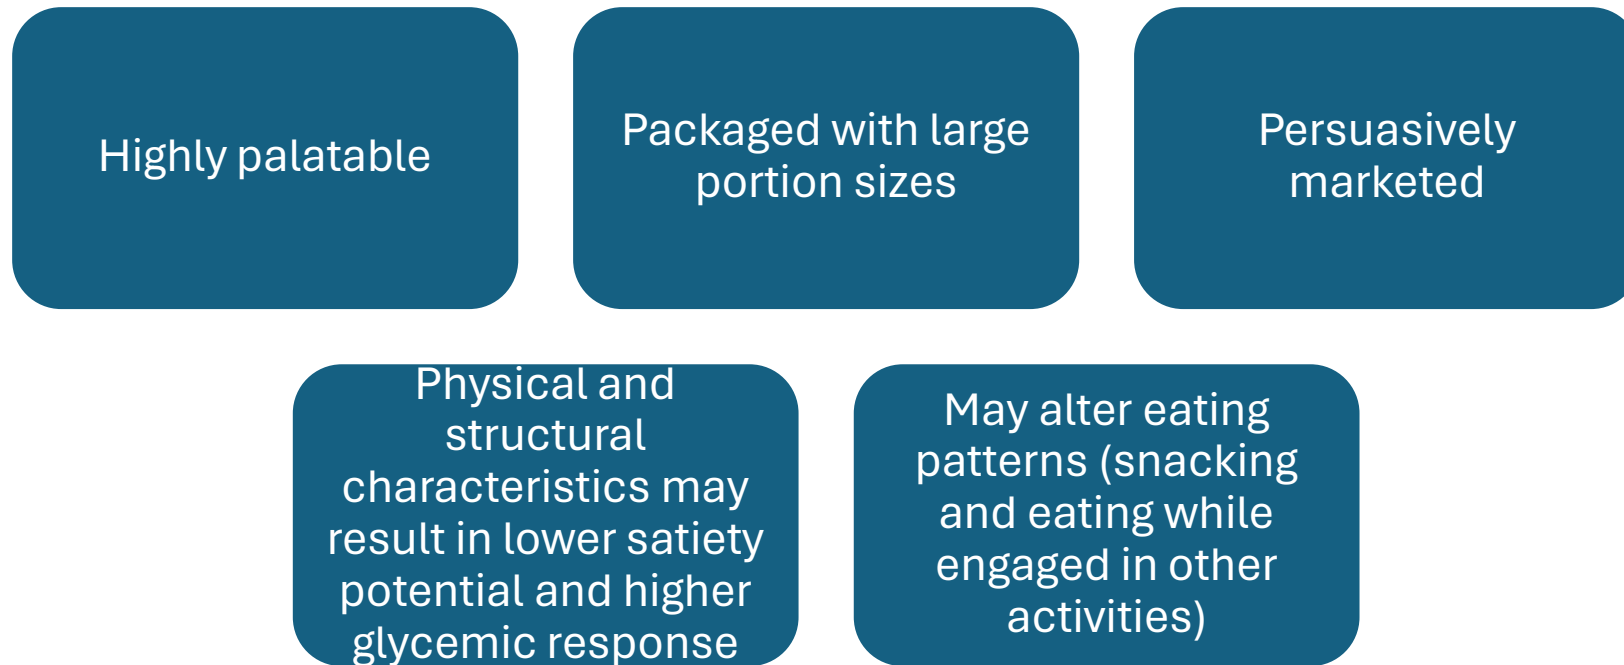 Highly palatable
Packaged with large
portion sizes
Persuasively
marketed
Physical and
structural
characteristics may
result in lower satiety
potential and higher
glycemic response
May alter eating
patterns (snacking
and eating while
engaged in other
activities)